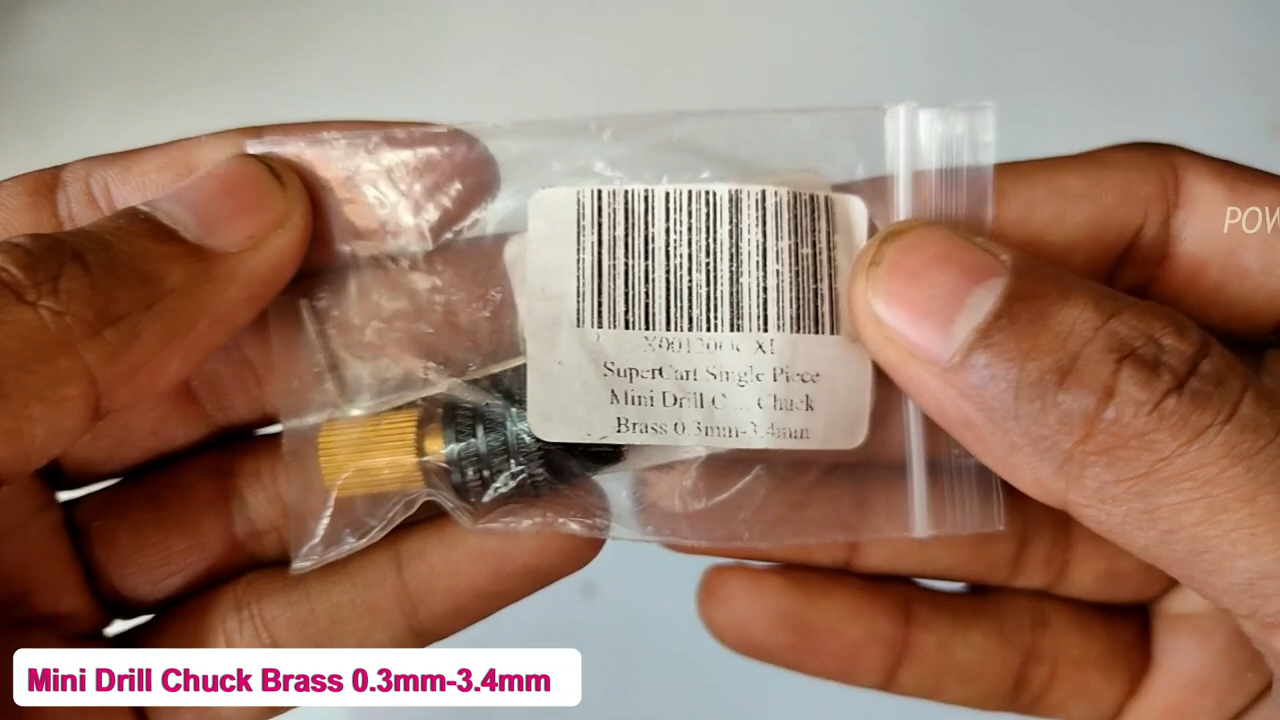 POW
SuperCart Single Piece
Mini Drill Chuck
Brass 0.3mm-3.4mm
Mini Drill Chuck Brass 0.3mm-3.4mm